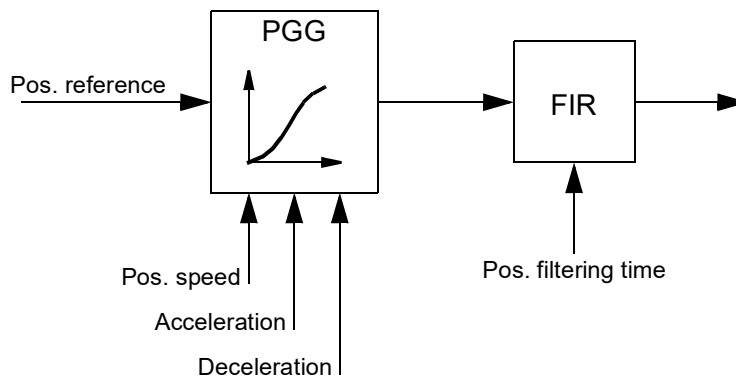 PGG
Pos. reference
FIR
Pos. speed
Pos. filtering time
Acceleration
Deceleration